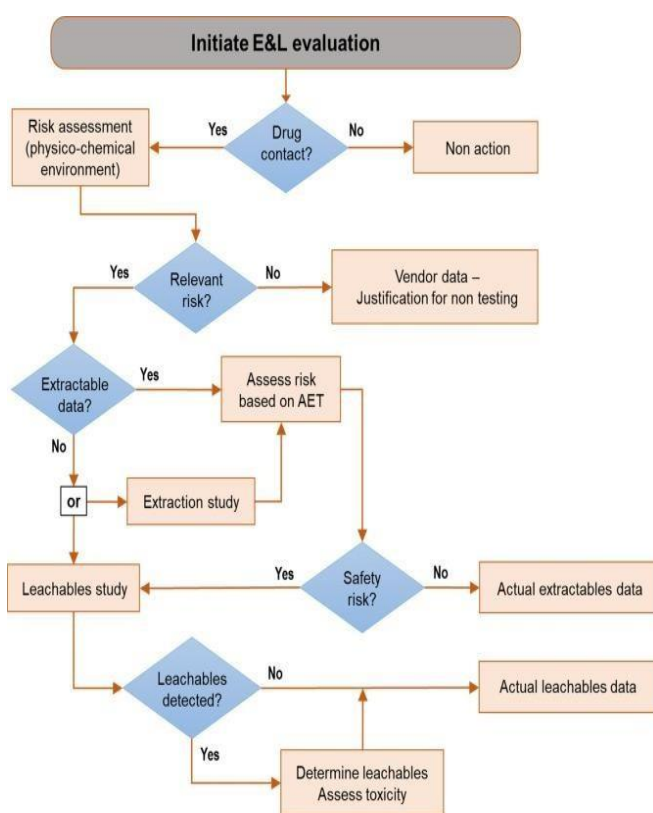 Initiate E&L evaluation
Risk assessment
(physico-chemical
environment)
Yes
Drug
contact?
No
Non action
Yes
Relevant
risk?
No
Vendor data –
Justification for non testing
Extractable
data?
Yes
Assess risk
based on AET
No
or
Extraction study
Leachables study
Yes
Safety
risk?
No
Actual extractables data
Leachables
detected?
No
Actual leachables data
Yes
Determine leachables
Assess toxicity